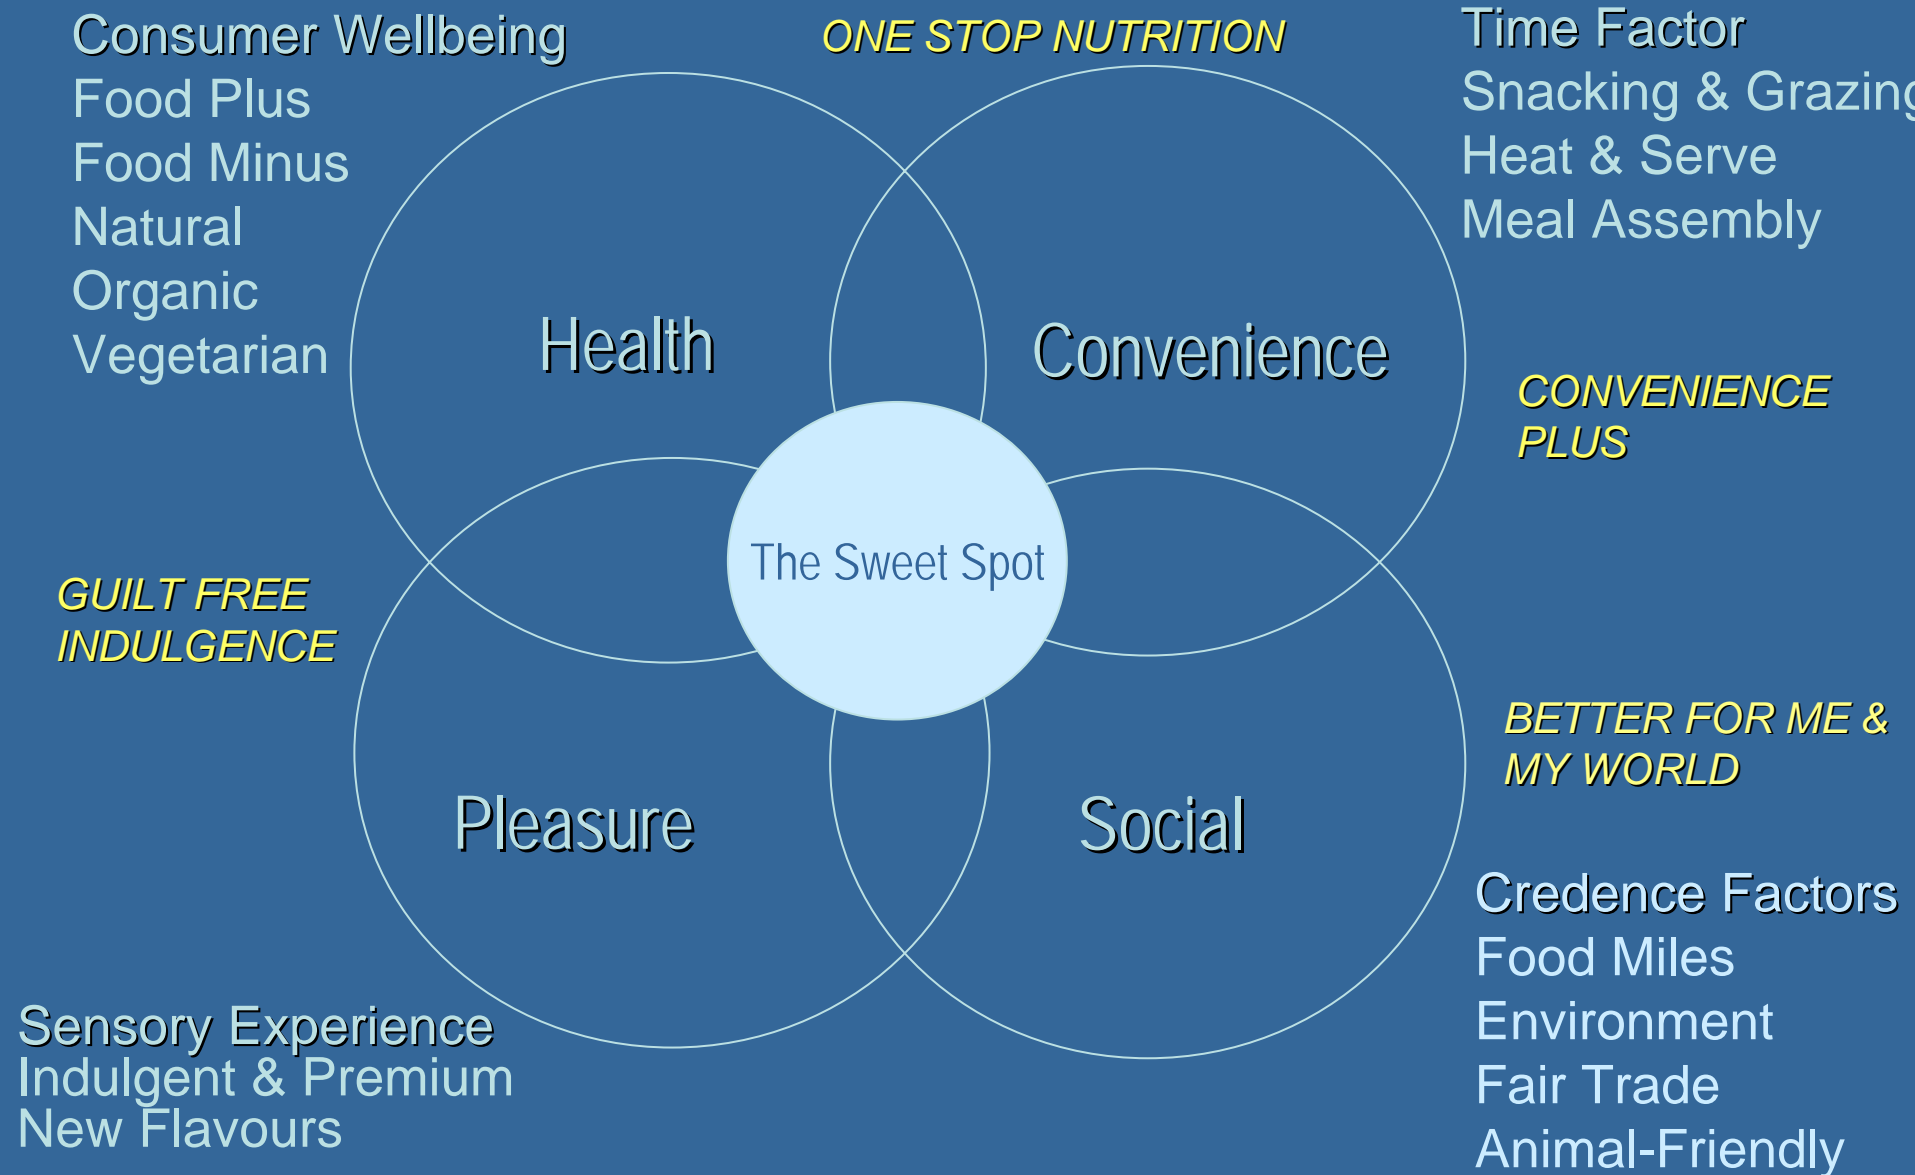 Consumer Wellbeing
Food Plus
Food Minus
Natural
Organic
Vegetarian
ONE STOP NUTRITION
Time Factor
Snacking & Grazing
Heat & Serve
Meal Assembly
Health
Convenience
CONVENIENCE
PLUS
The Sweet Spot
GUILT FREE
INDULGENCE
BETTER FOR ME &
MY WORLD
Pleasure
Social
Credence Factors
Food Miles
Environment
Fair Trade
Animal-Friendly
Sensory Experience
Indulgent & Premium
New Flavours